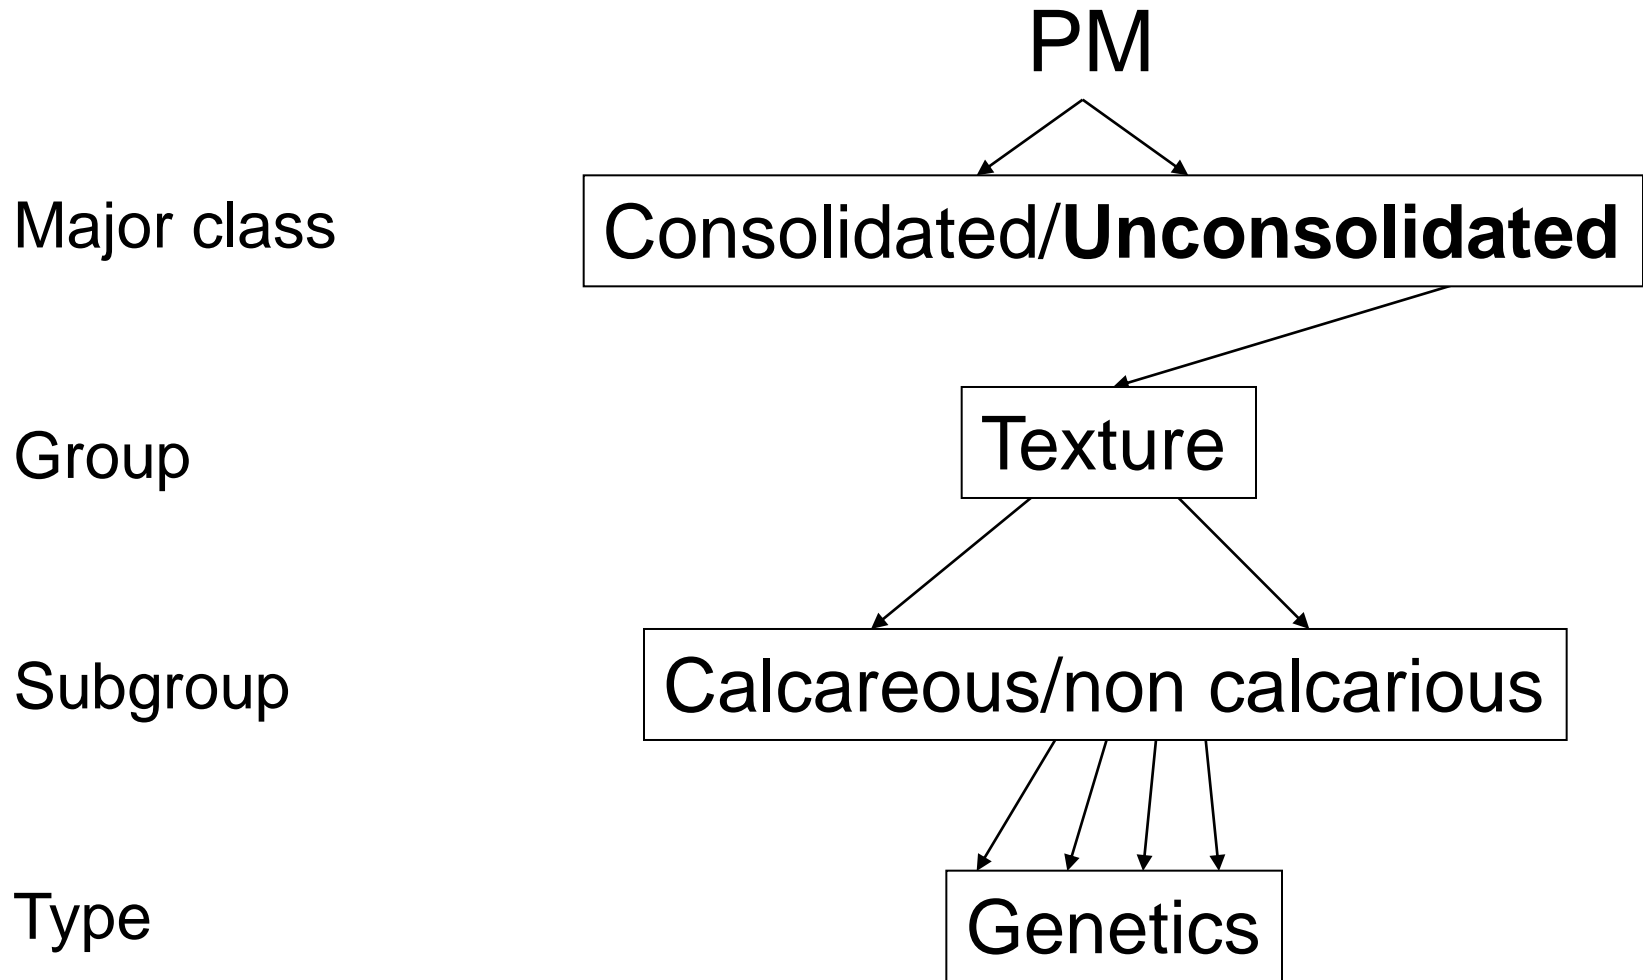 PM
Major class
Consolidated/Unconsolidated
Group
Texture
Subgroup
Calcareous/non calcarious
Type
Genetics